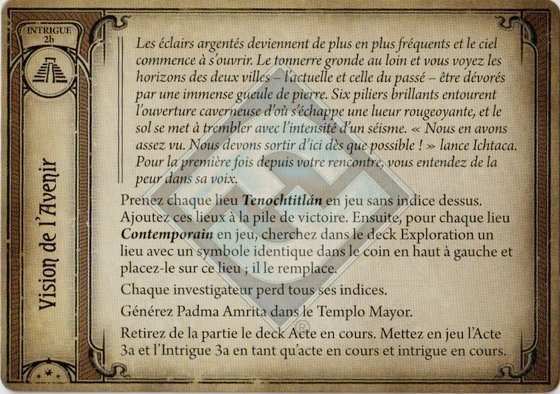 INTRIGUE
2b
Vision de l'Avenir
Les éclairs argentés deviennent de plus en plus fréquents et le ciel
commence à s'ouvrir. Le tonnerre gronde au loin et vous voyez les
horizons des deux villes – l'actuelle et celle du passé – être dévorés
par une immense gueule de pierre. Six piliers brillants entourent
l'ouverture caverneuse d'où s'échappe une lueur rougeoyante, et le
sol se met à trembler avec l'intensité d'un séisme. « Nous en avons
assez vu. Nous devons sortir d'ici dès que possible ! » lance Ichtaca.
Pour la première fois depuis votre rencontre, vous entendez de la
peur dans sa voix.
Prenez chaque lieu Tenochtitlán en jeu sans indice dessus.
Ajoutez ces lieux à la pile de victoire. Ensuite, pour chaque lieu
Contemporain en jeu, cherchez dans le deck Exploration un
lieu avec un symbole identique dans le coin en haut à gauche et
placez-le sur ce lieu ; il le remplace.
Chaque investigateur perd tous ses indices.
Générez Padma Amrita dans le Templo Mayor.
Retirez de la partie le deck Acte en cours. Mettez en jeu l'Acte
3a et l'Intrigue 3a en tant qu'acte en cours et intrigue en cours.
®